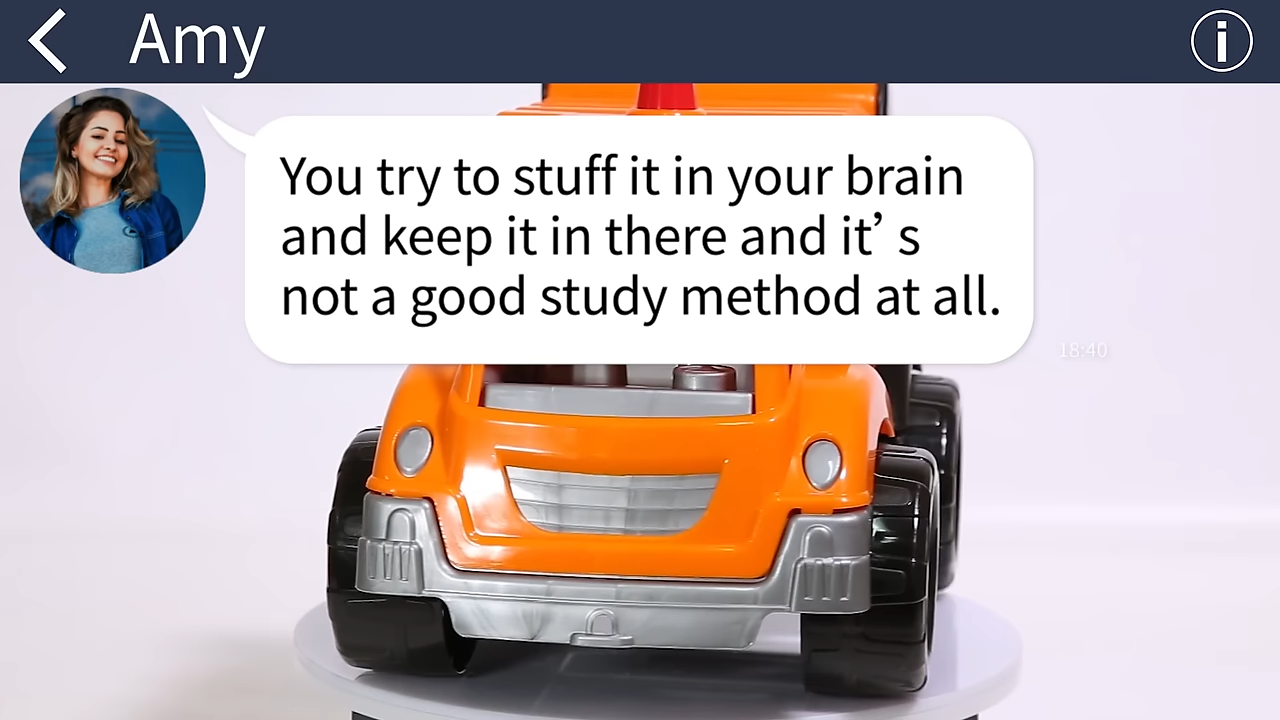 Amy
You try to stuff it in your brain
and keep it in there and it’ s
not a good study method at all.
18:40